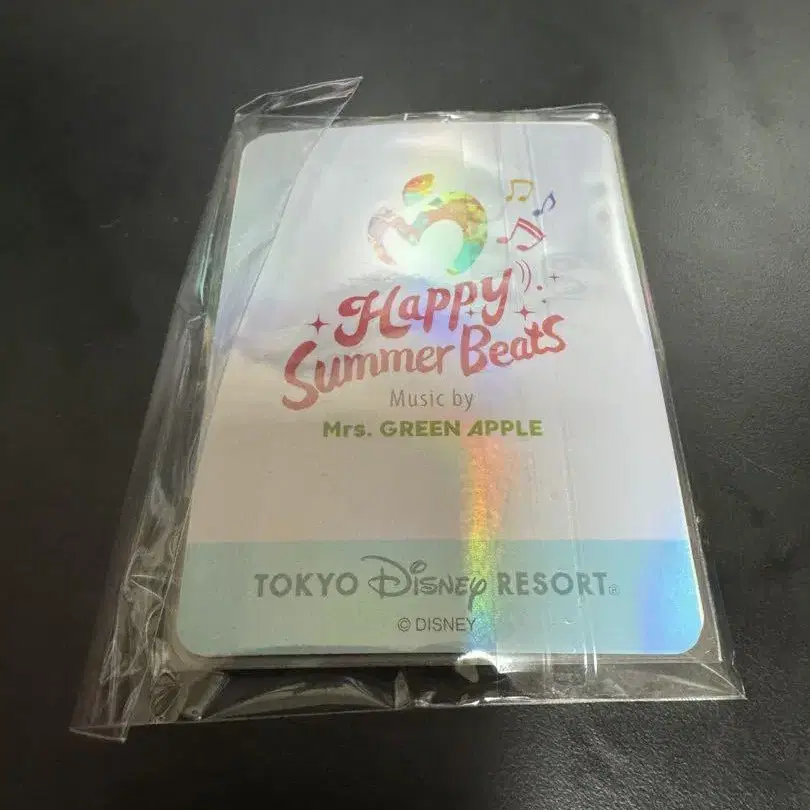 Happy
Summer Beats
Music by
Mrs. GREEN APPLE
TOKYO Disney RESORT®
© DISNEY